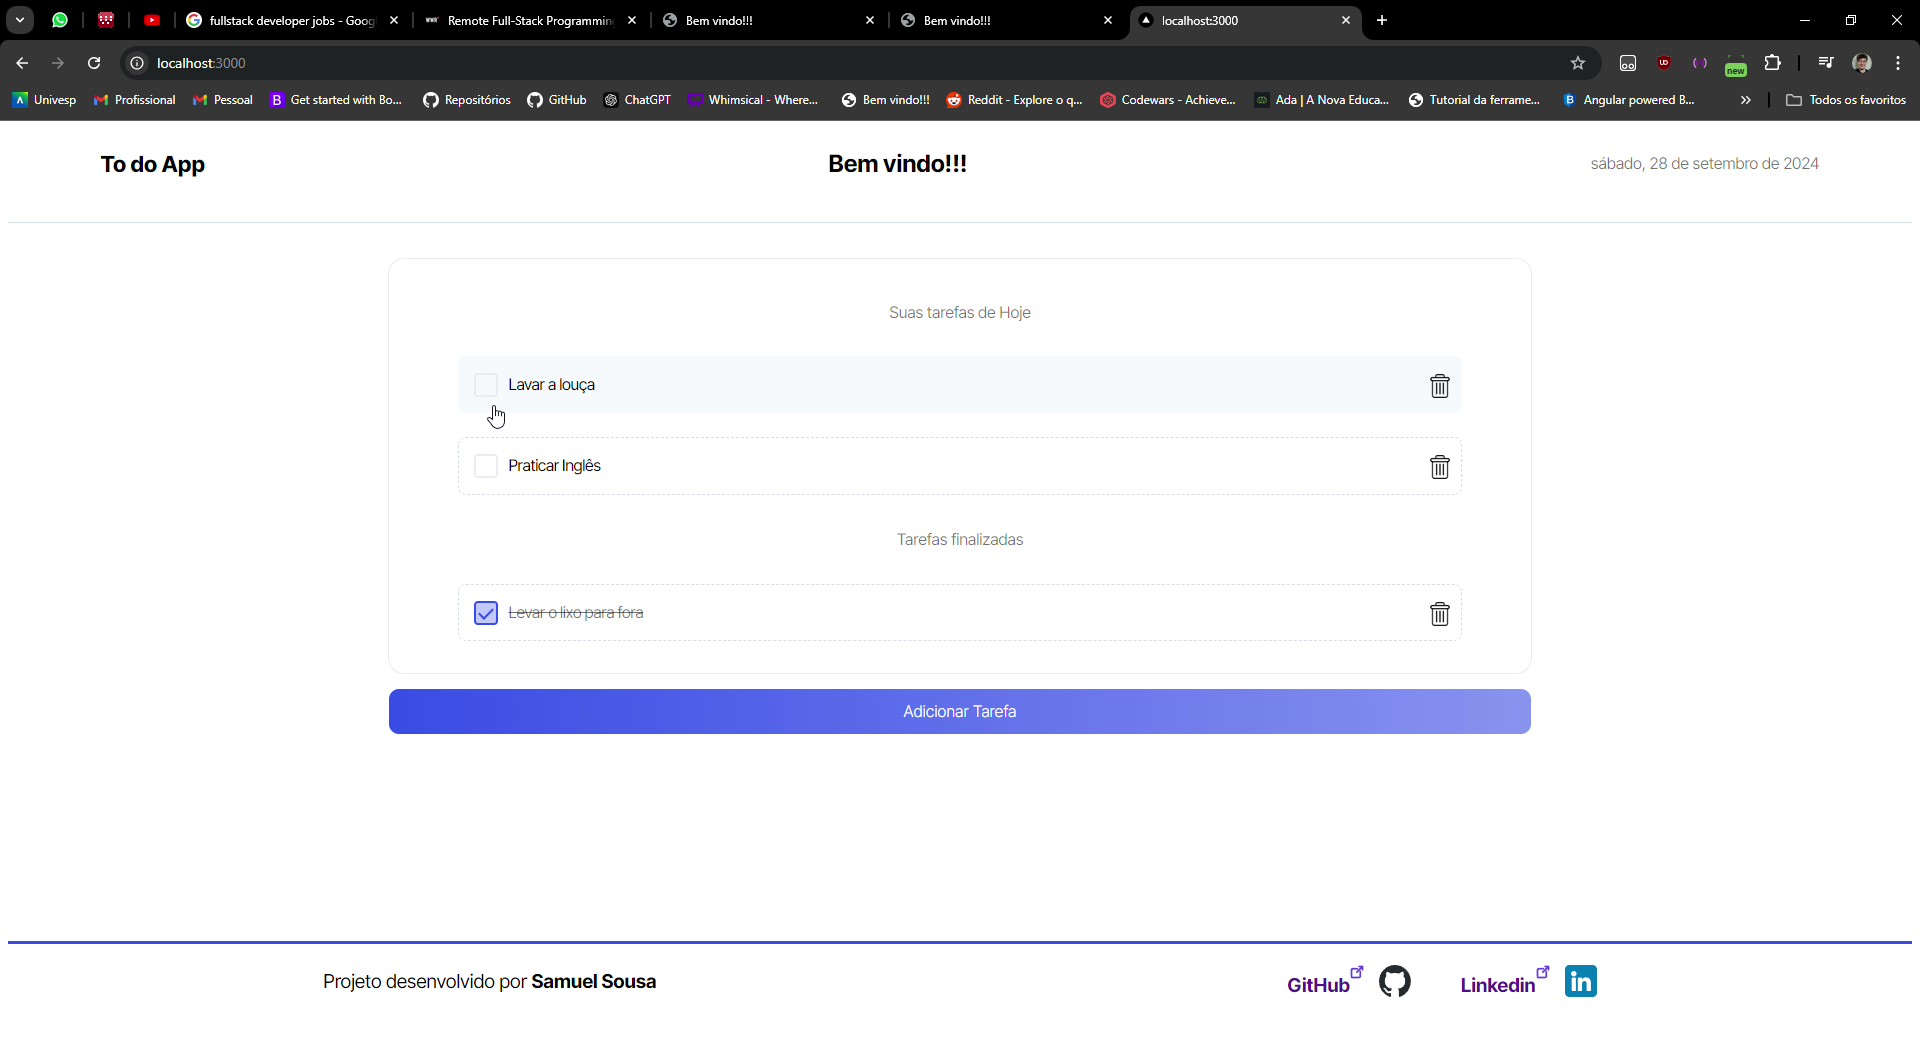 fullstack developer jobs - Goog
Remote Full-Stack Programmin
Bem vindo!!!
Bem vindo!!!
localhost:3000
localhost:3000
new
Univesp
Profissional
Pessoal
Get started with Bo...
Repositórios
GitHub
ChatGPT
Whimsical - Where...
Bem vindo!!!
Reddit - Explore o q...
Codewars - Achieve...
Ada | A Nova Educa...
Tutorial da ferrame...
Angular powered B...
Todos os favoritos
To do App
Bem vindo!!!
sábado, 28 de setembro de 2024
Suas tarefas de Hoje
Lavar a louça
Praticar Inglês
Tarefas finalizadas
Levar o lixo para fora
Adicionar Tarefa
Projeto desenvolvido por Samuel Sousa
GitHub
Linkedin
in